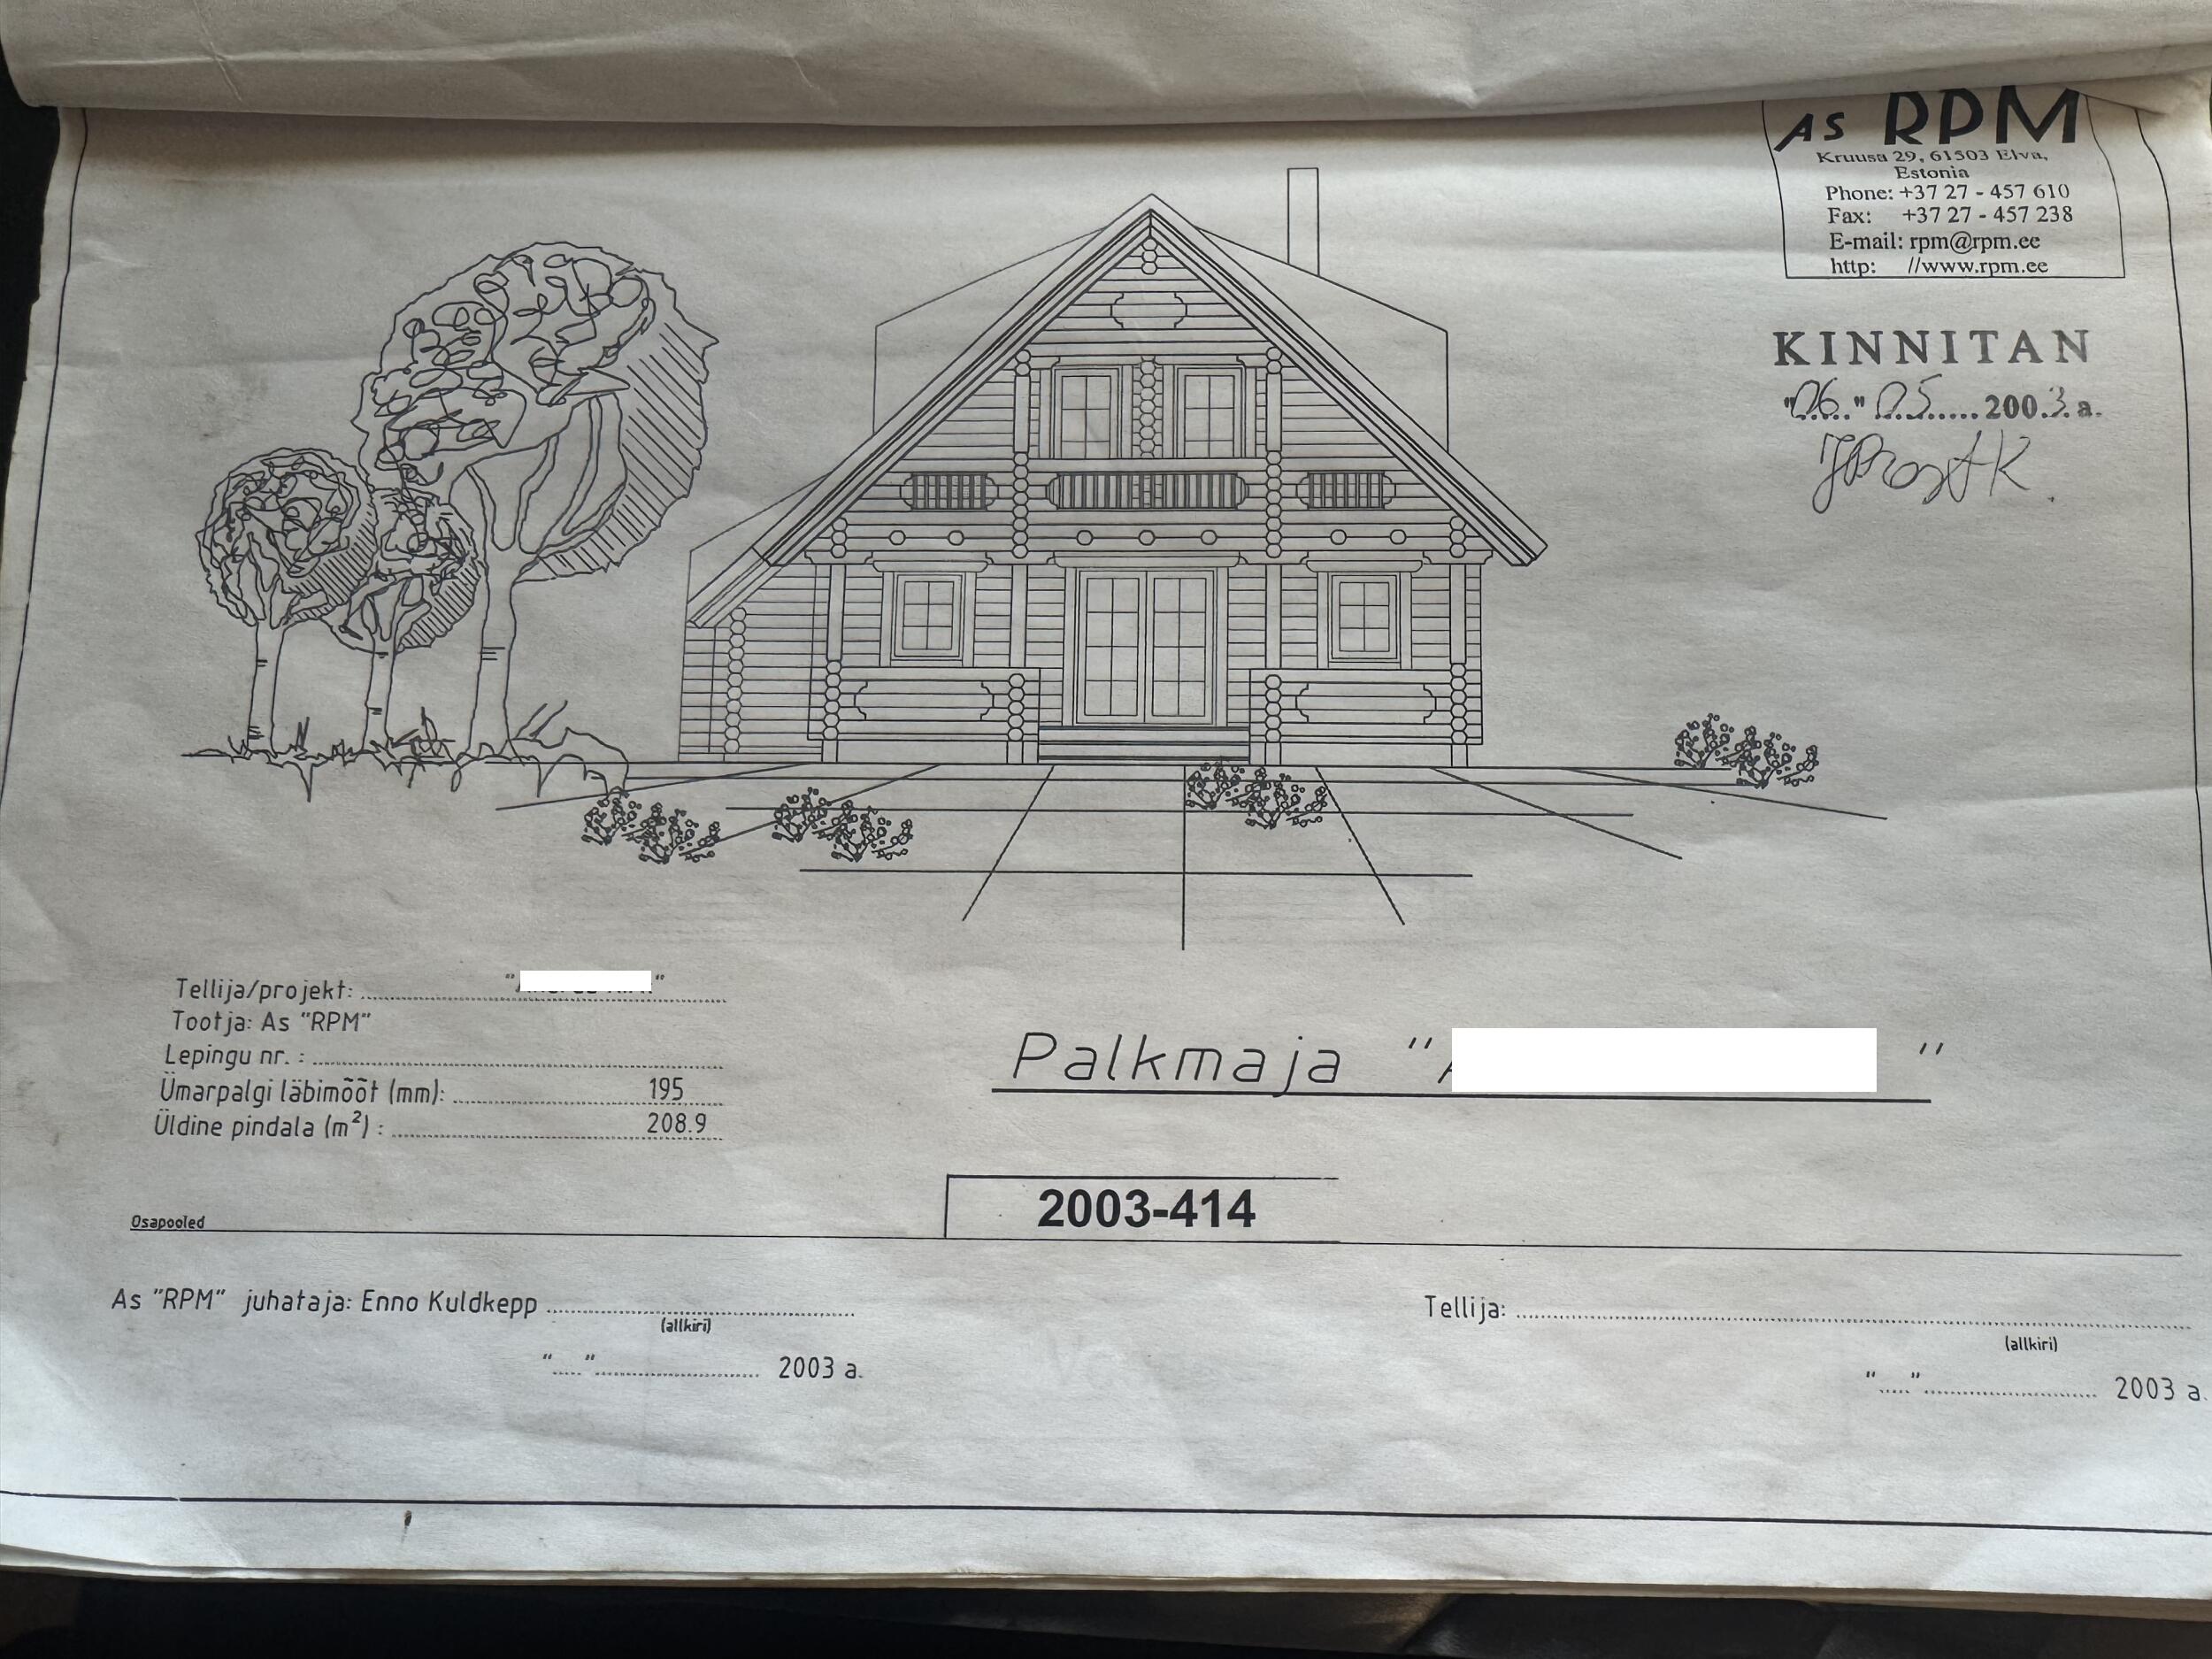 AS RPM
Kruusa 29, 61503 Elva,
Estonia
Phone: +37 27 - 457 610
Fax: +37 27 - 457 238
E-mail: rpm@rpm.ee
http: //www.rpm.ee
KINNITAN
"06." 05..... 2003. a.
Tellija/projekt: " "
Tootja: As "RPM"
Lepingu nr. :
Ümarpalgi läbimõõt (mm): 195
Üldine pindala (m²) : 208.9
Palkmaja " "
2003-414
Osapooled
As "RPM" juhataja: Enno Kuldkepp
(allkiri)
"....."............... 2003 a.
Tellija:
(allkiri)
"....."............... 2003 a.